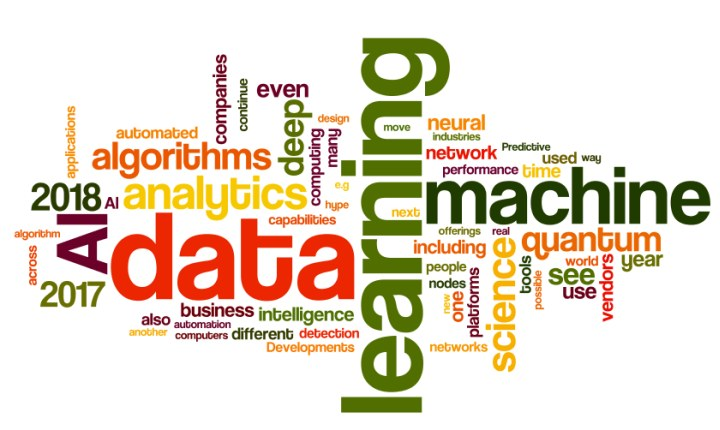 companies
continue
even
deep
design
applications
automated
algorithms
computing
many
move
neural
industries
network
Predictive
used
way
performance
time
2018
AI
analytics
e.g
hype
capabilities
next
machine
AI
algorithm
across
data
learning
offerings
real
including
quantum
science
people
world
year
see
2017
nodes
new
one
platforms
tools
possible
use
vendors
business
intelligence
also
another
automation
computers
different
detection
Developments
networks